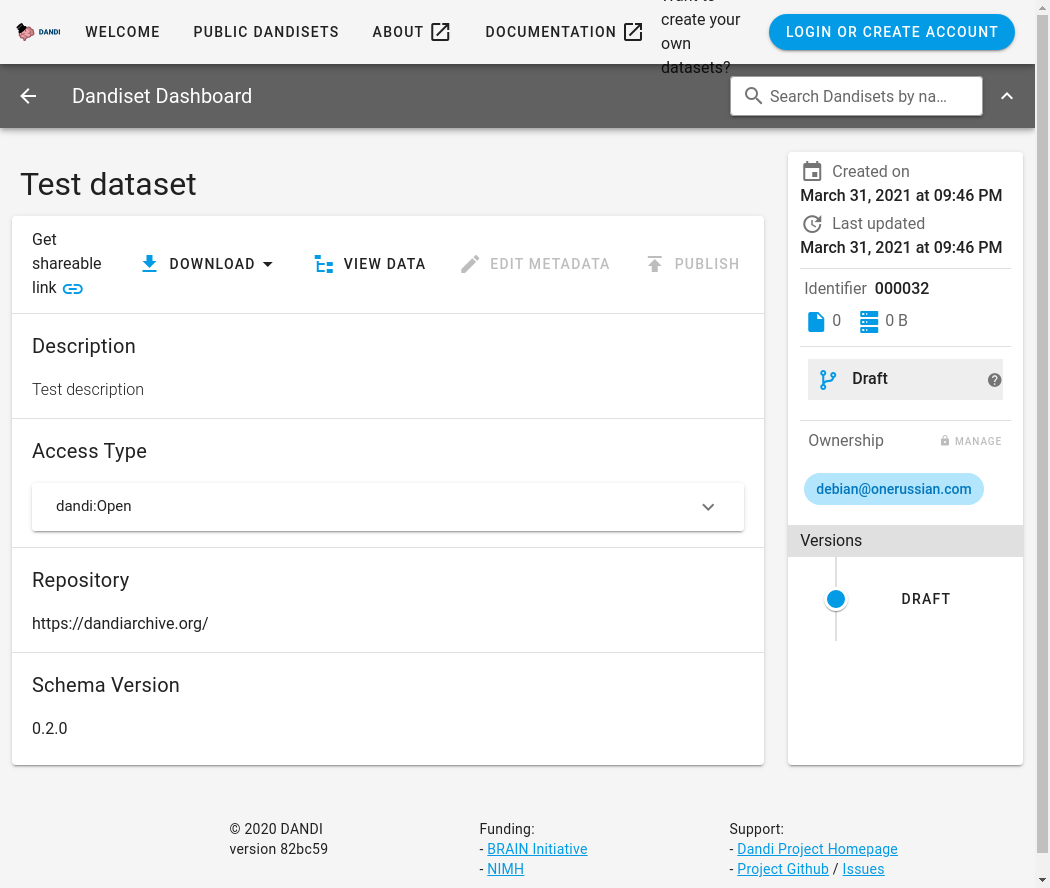 DANDI
WELCOME
PUBLIC DANDISETS
ABOUT
DOCUMENTATION
create your
own
datasets?
LOGIN OR CREATE ACCOUNT
Dandiset Dashboard
Search Dandisets by na…
Test dataset
Get
shareable
link
DOWNLOAD
VIEW DATA
EDIT METADATA
PUBLISH
Description
Test description
Access Type
dandi:Open
Repository
https://dandiarchive.org/
Schema Version
0.2.0
Created on
March 31, 2021 at 09:46 PM
Last updated
March 31, 2021 at 09:46 PM
Identifier 000032
0 0 B
Draft
Ownership
MANAGE
debian@onerussian.com
Versions
DRAFT
© 2020 DANDI
version 82bc59
Funding:
- BRAIN Initiative
- NIMH
Support:
- Dandi Project Homepage
- Project Github / Issues